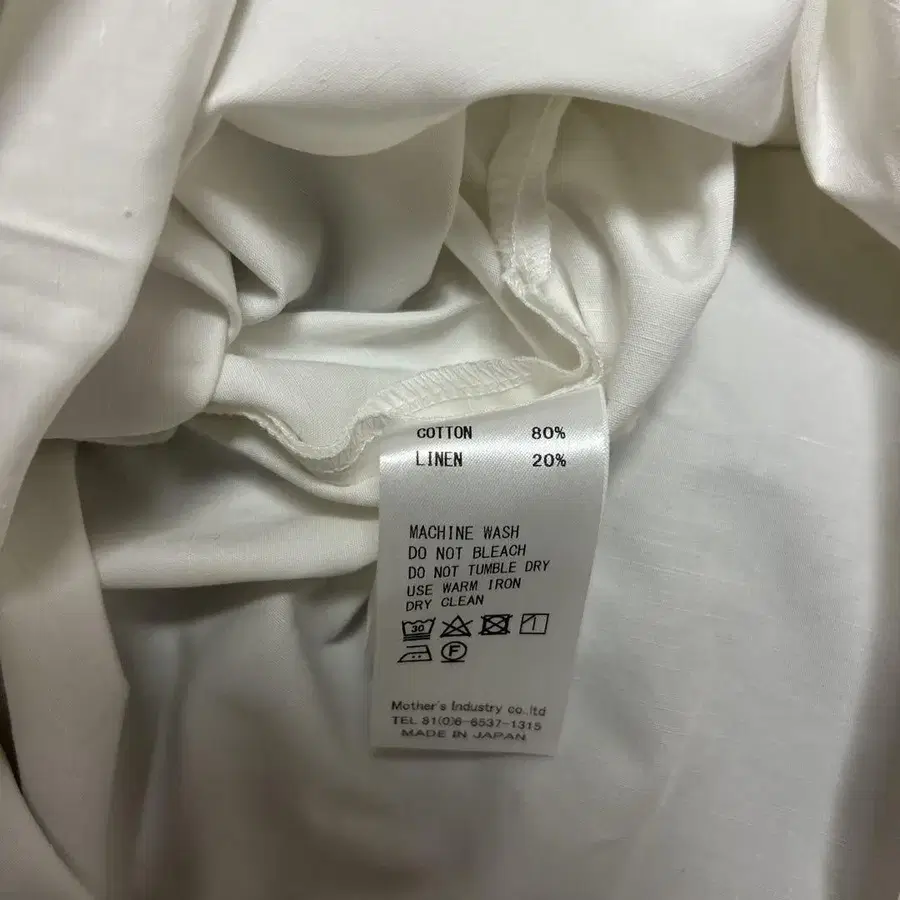 COTTON 80%
LINEN 20%
MACHINE WASH
DO NOT BLEACH
DO NOT TUMBLE DRY
USE WARM IRON
DRY CLEAN
30
F
Mother's Industry co.,ltd
TEL 81(0)6-6537-1315
MADE IN JAPAN